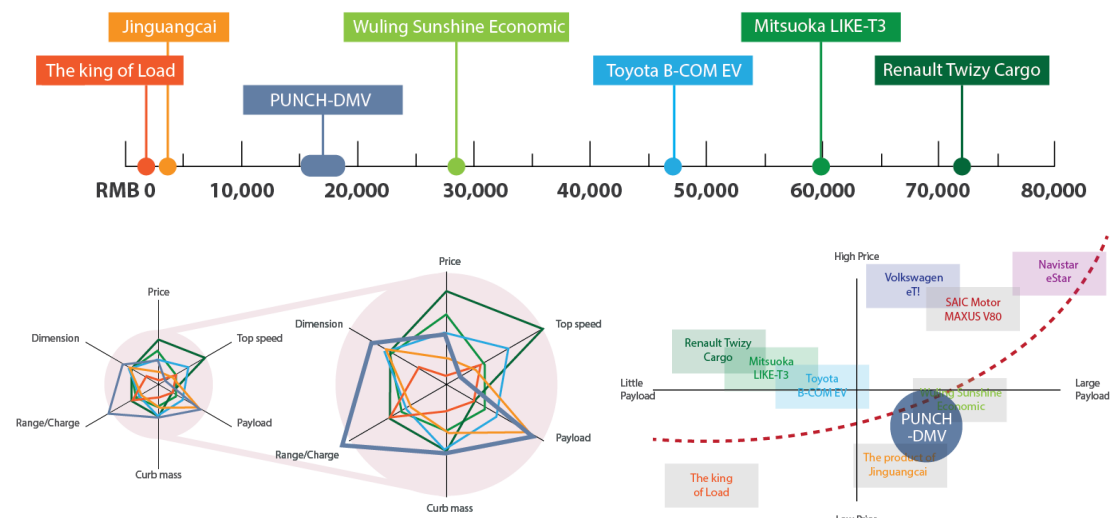 Jinguangcai
Wuling Sunshine Economic
Mitsuoka LIKE-T3
The king of Load
Toyota B-COM EV
Renault Twizy Cargo
PUNCH-DMV
RMB 0
10,000
20,000
30,000
40,000
50,000
60,000
70,000
80,000
Price
Dimension
Top speed
Range/Charge
Payload
Curb mass
Price
Dimension
Top speed
Range/Charge
Payload
Curb mass
High Price
Volkswagen
eT!
Navistar
eStar
SAIC Motor
MAXUS V80
Renault Twizy
Cargo
Mitsuoka
LIKE-T3
Toyota
B-COM EV
Little
Payload
Large
Payload
Wuling Sunshine
Economic
PUNCH
-DMV
The product of
Jinguangcai
The king
of Load
Low Price